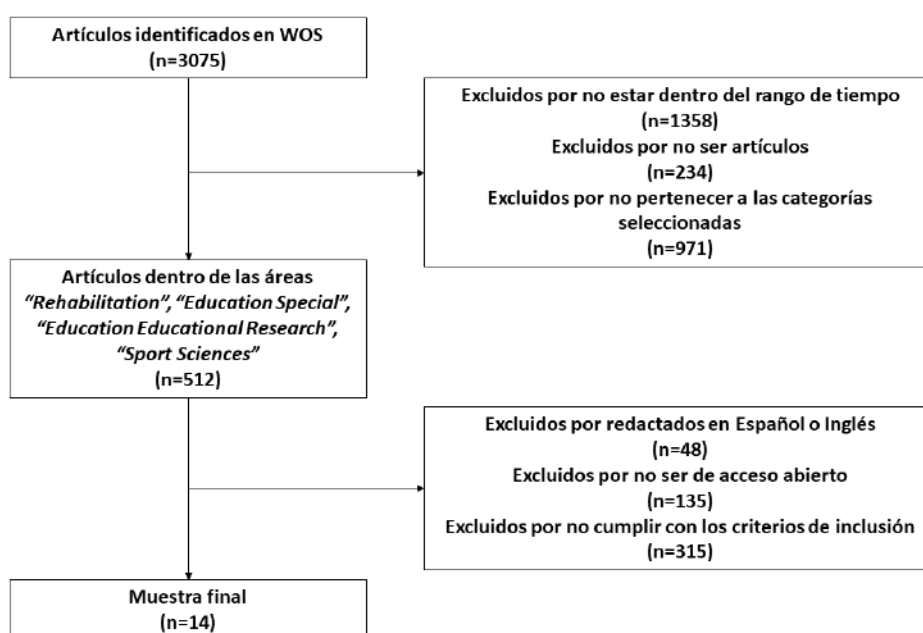 Artículos identificados en WOS
(n=3075)
Excluidos por no estar dentro del rango de tiempo
(n=1358)
Excluidos por no ser artículos
(n=234)
Excluidos por no pertenecer a las categorías
seleccionadas
(n=971)
Artículos dentro de las áreas
“Rehabilitation”, “Education Special”,
“Education Educational Research”,
“Sport Sciences”
(n=512)
Excluidos por redactados en Español o Inglés
(n=48)
Excluidos por no ser de acceso abierto
(n=135)
Excluidos por no cumplir con los criterios de inclusión
(n=315)
Muestra final
(n=14)